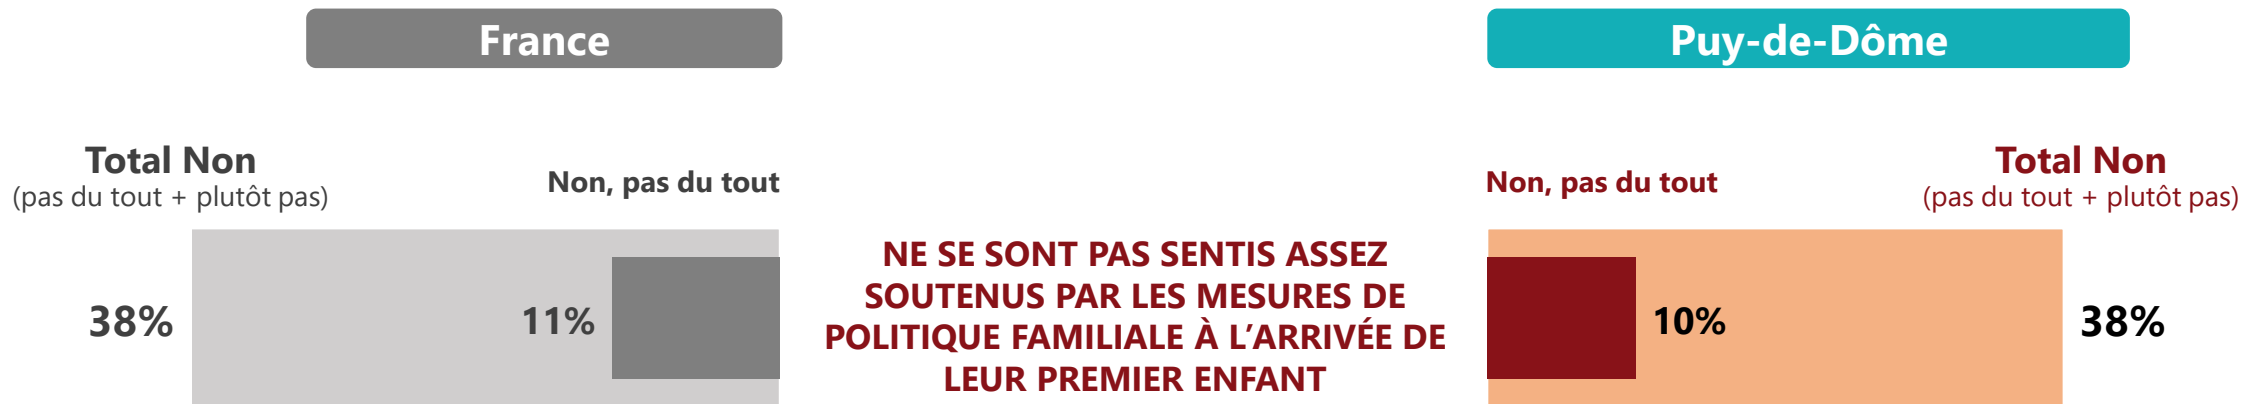 France
Puy-de-Dôme
Total Non
(pas du tout + plutôt pas)
Non, pas du tout
Non, pas du tout
Total Non
(pas du tout + plutôt pas)
38%
11%
NE SE SONT PAS SENTIS ASSEZ
SOUTENUS PAR LES MESURES DE
POLITIQUE FAMILIALE À L’ARRIVÉE DE
LEUR PREMIER ENFANT
10%
38%